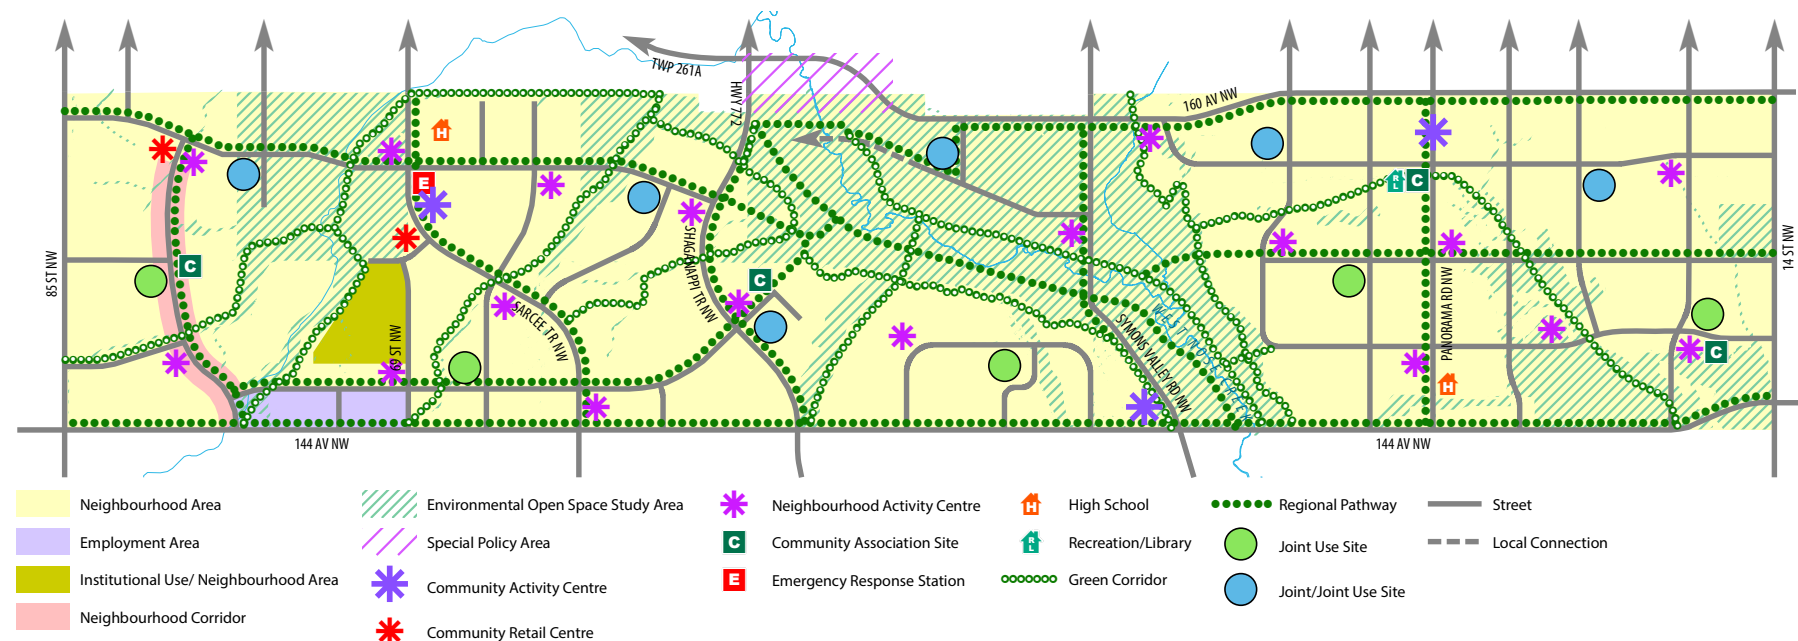 TWP 261A
HWY 772
160 AV NW
85 ST NW
14 ST NW
SHAGANAPPI TR NW
SARCEE TR NW
69 ST NW
SYMONS VALLEY RD NW
WEST NOSE CREEK
PANORAMA RD NW
144 AV NW
144 AV NW
H
E
C
C
R
L
C
H
C
Neighbourhood Area
Employment Area
Institutional Use/ Neighbourhood Area
Neighbourhood Corridor
Environmental Open Space Study Area
Special Policy Area
Community Activity Centre
Community Retail Centre
Neighbourhood Activity Centre
C Community Association Site
E Emergency Response Station
H High School
R
L Recreation/Library
Green Corridor
Regional Pathway
Joint Use Site
Joint/Joint Use Site
Street
Local Connection